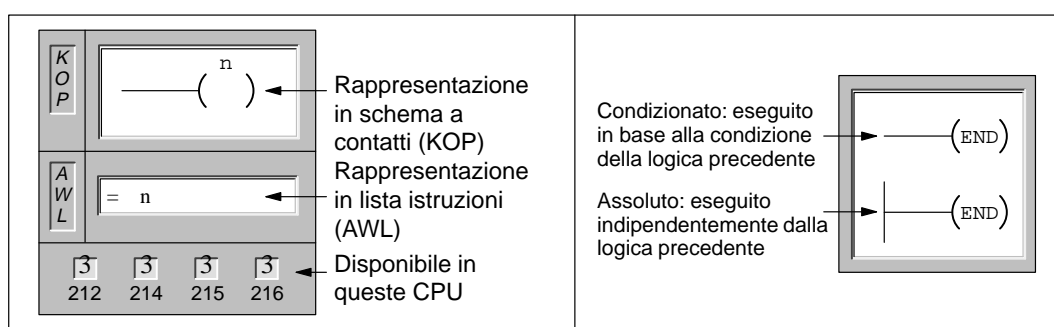 KOP
n
( )
Rappresentazione
in schema a
contatti (KOP)
AWL
= n
Rappresentazione
in lista istruzioni
(AWL)
3 3 3 3
212 214 215 216
Disponibile in
queste CPU
Condizionato: eseguito
in base alla condizione
della logica precedente
(END)
Assoluto: eseguito
indipendentemente dalla
logica precedente
(END)